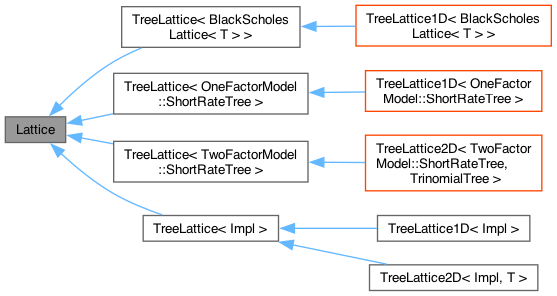 TreeLattice< BlackScholes
Lattice< T > >
TreeLattice1D< BlackScholes
Lattice< T > >
TreeLattice< OneFactorModel
::ShortRateTree >
TreeLattice1D< OneFactor
Model::ShortRateTree >
Lattice
TreeLattice< TwoFactorModel
::ShortRateTree >
TreeLattice2D< TwoFactor
Model::ShortRateTree,
TrinomialTree >
TreeLattice< Impl >
TreeLattice1D< Impl >
TreeLattice2D< Impl, T >